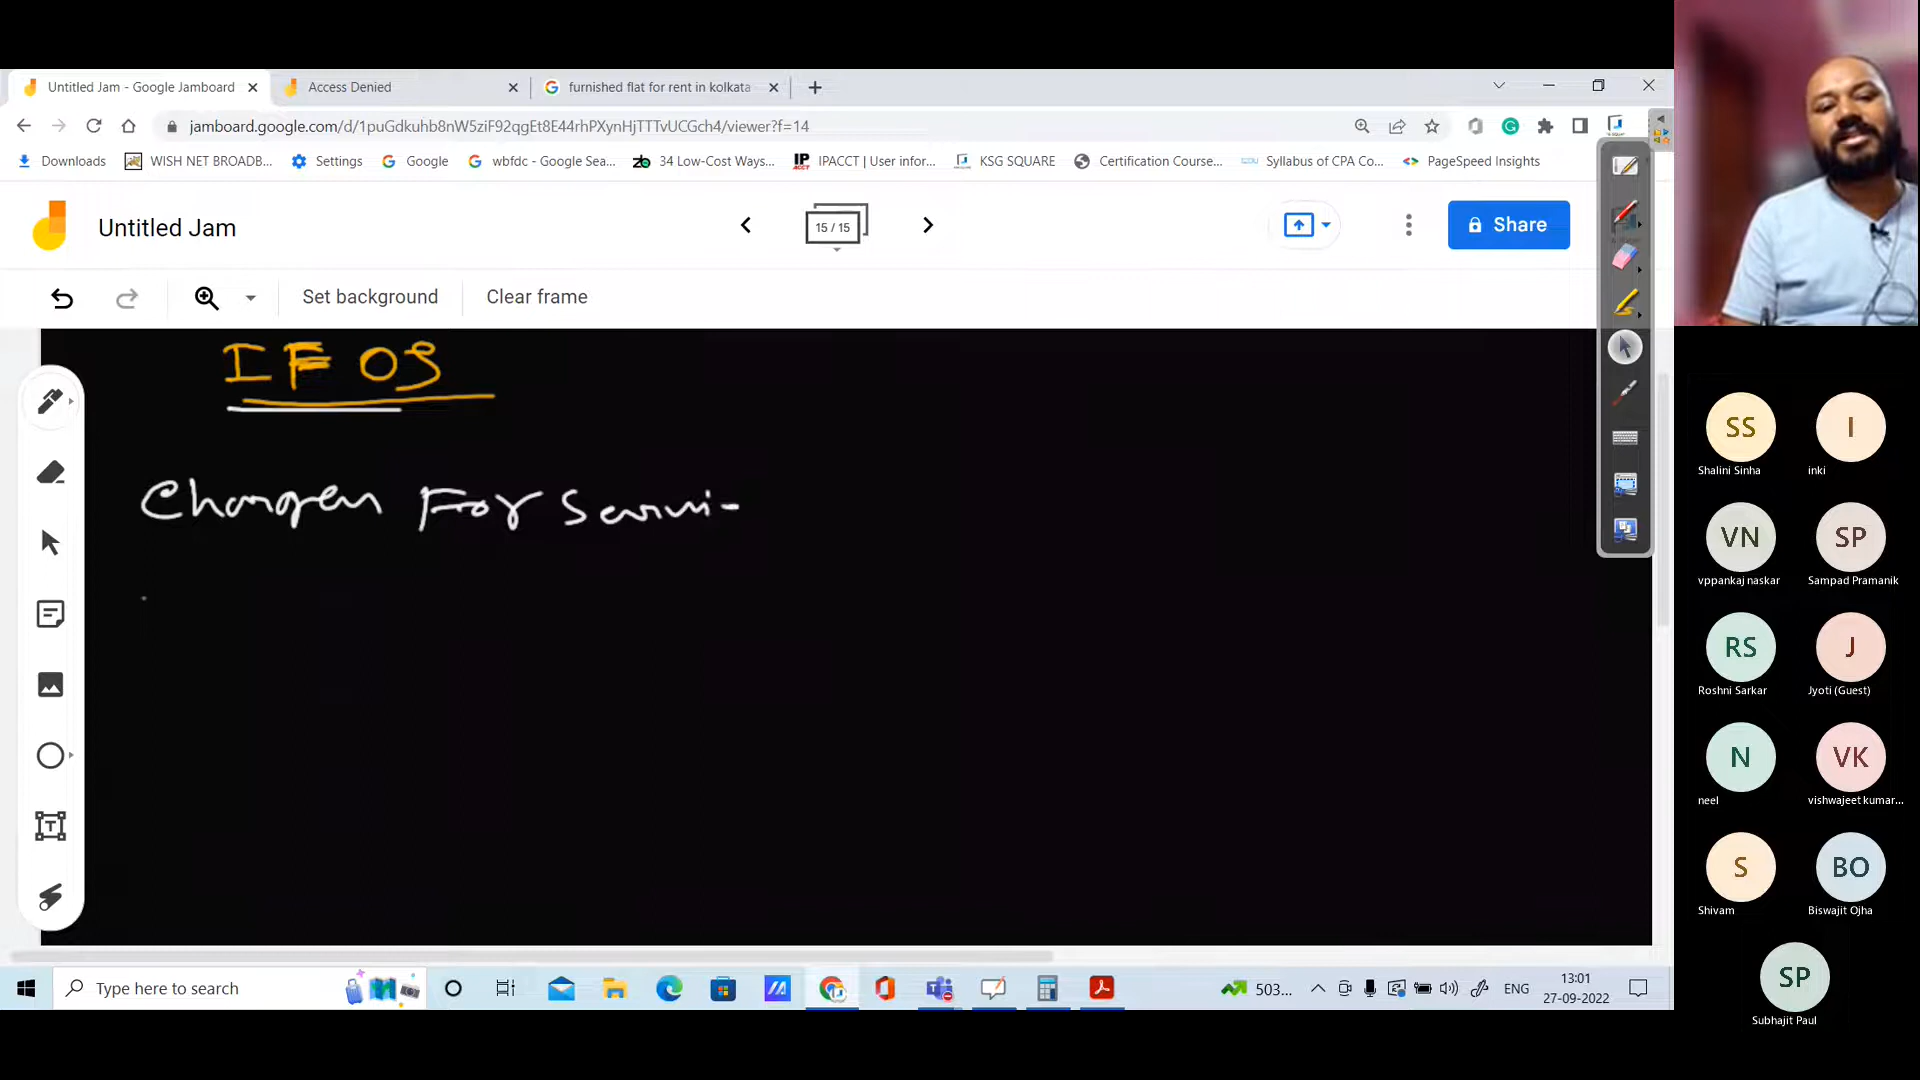 Untitled Jam - Google Jamboard
Access Denied
furnished flat for rent in kolkata
jamboard.google.com/d/1puGdkuhb8nW5ziF92qgEt8E44rhPXynHjTTTvUCGch4/viewer?f=14
Downloads WISH NET BROADB... Settings Google wbfdc - Google Sea... 34 Low-Cost Ways... IPACCT | User infor... KSG SQUARE Certification Course... Syllabus of CPA Co... PageSpeed Insights
Untitled Jam
15 / 15
Share
Set background Clear frame
IFOS
For
SS I
Shalini Sinha inki
VN SP
vppankaj naskar Sampad Pramanik
RS J
Roshni Sarkar Jyoti (Guest)
N VK
neel vishwajeet kumar...
S BO
Shivam Biswajit Ojha
SP
Subhajit Paul
Type here to search
503...
ENG
13:01
27-09-2022